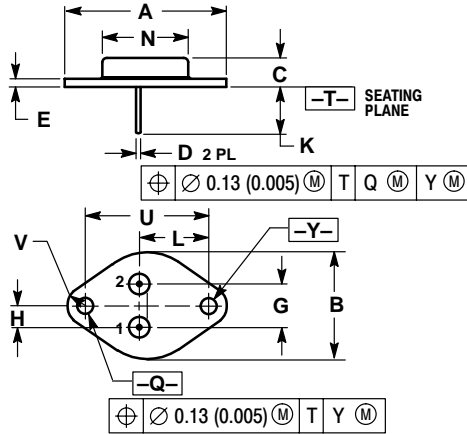 A
N
C
E
–T– SEATING PLANE
K
D 2 PL
⌖ ∅ 0.13 (0.005) Ⓜ T Q Ⓜ Y Ⓜ
U
V
L
–Y–
2
G
B
H
1
–Q–
⌖ ∅ 0.13 (0.005) Ⓜ T Y Ⓜ